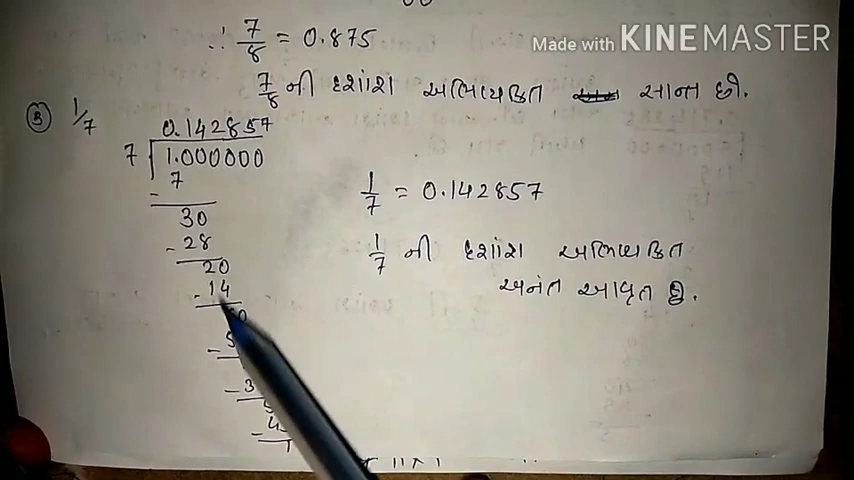 ∴ 7/8 = 0.875
Made with KINEMASTER
7/8 ની દશાંશ અભિવ્યક્તિ સાન્ત છે.
③ 1/7
0.142857
7 1.000000
- 7
30
- 28
20
- 14
0
1/7 = 0.142857
1/7 ની દશાંશ અભિવ્યક્તિ
અનંત આવૃત છે.